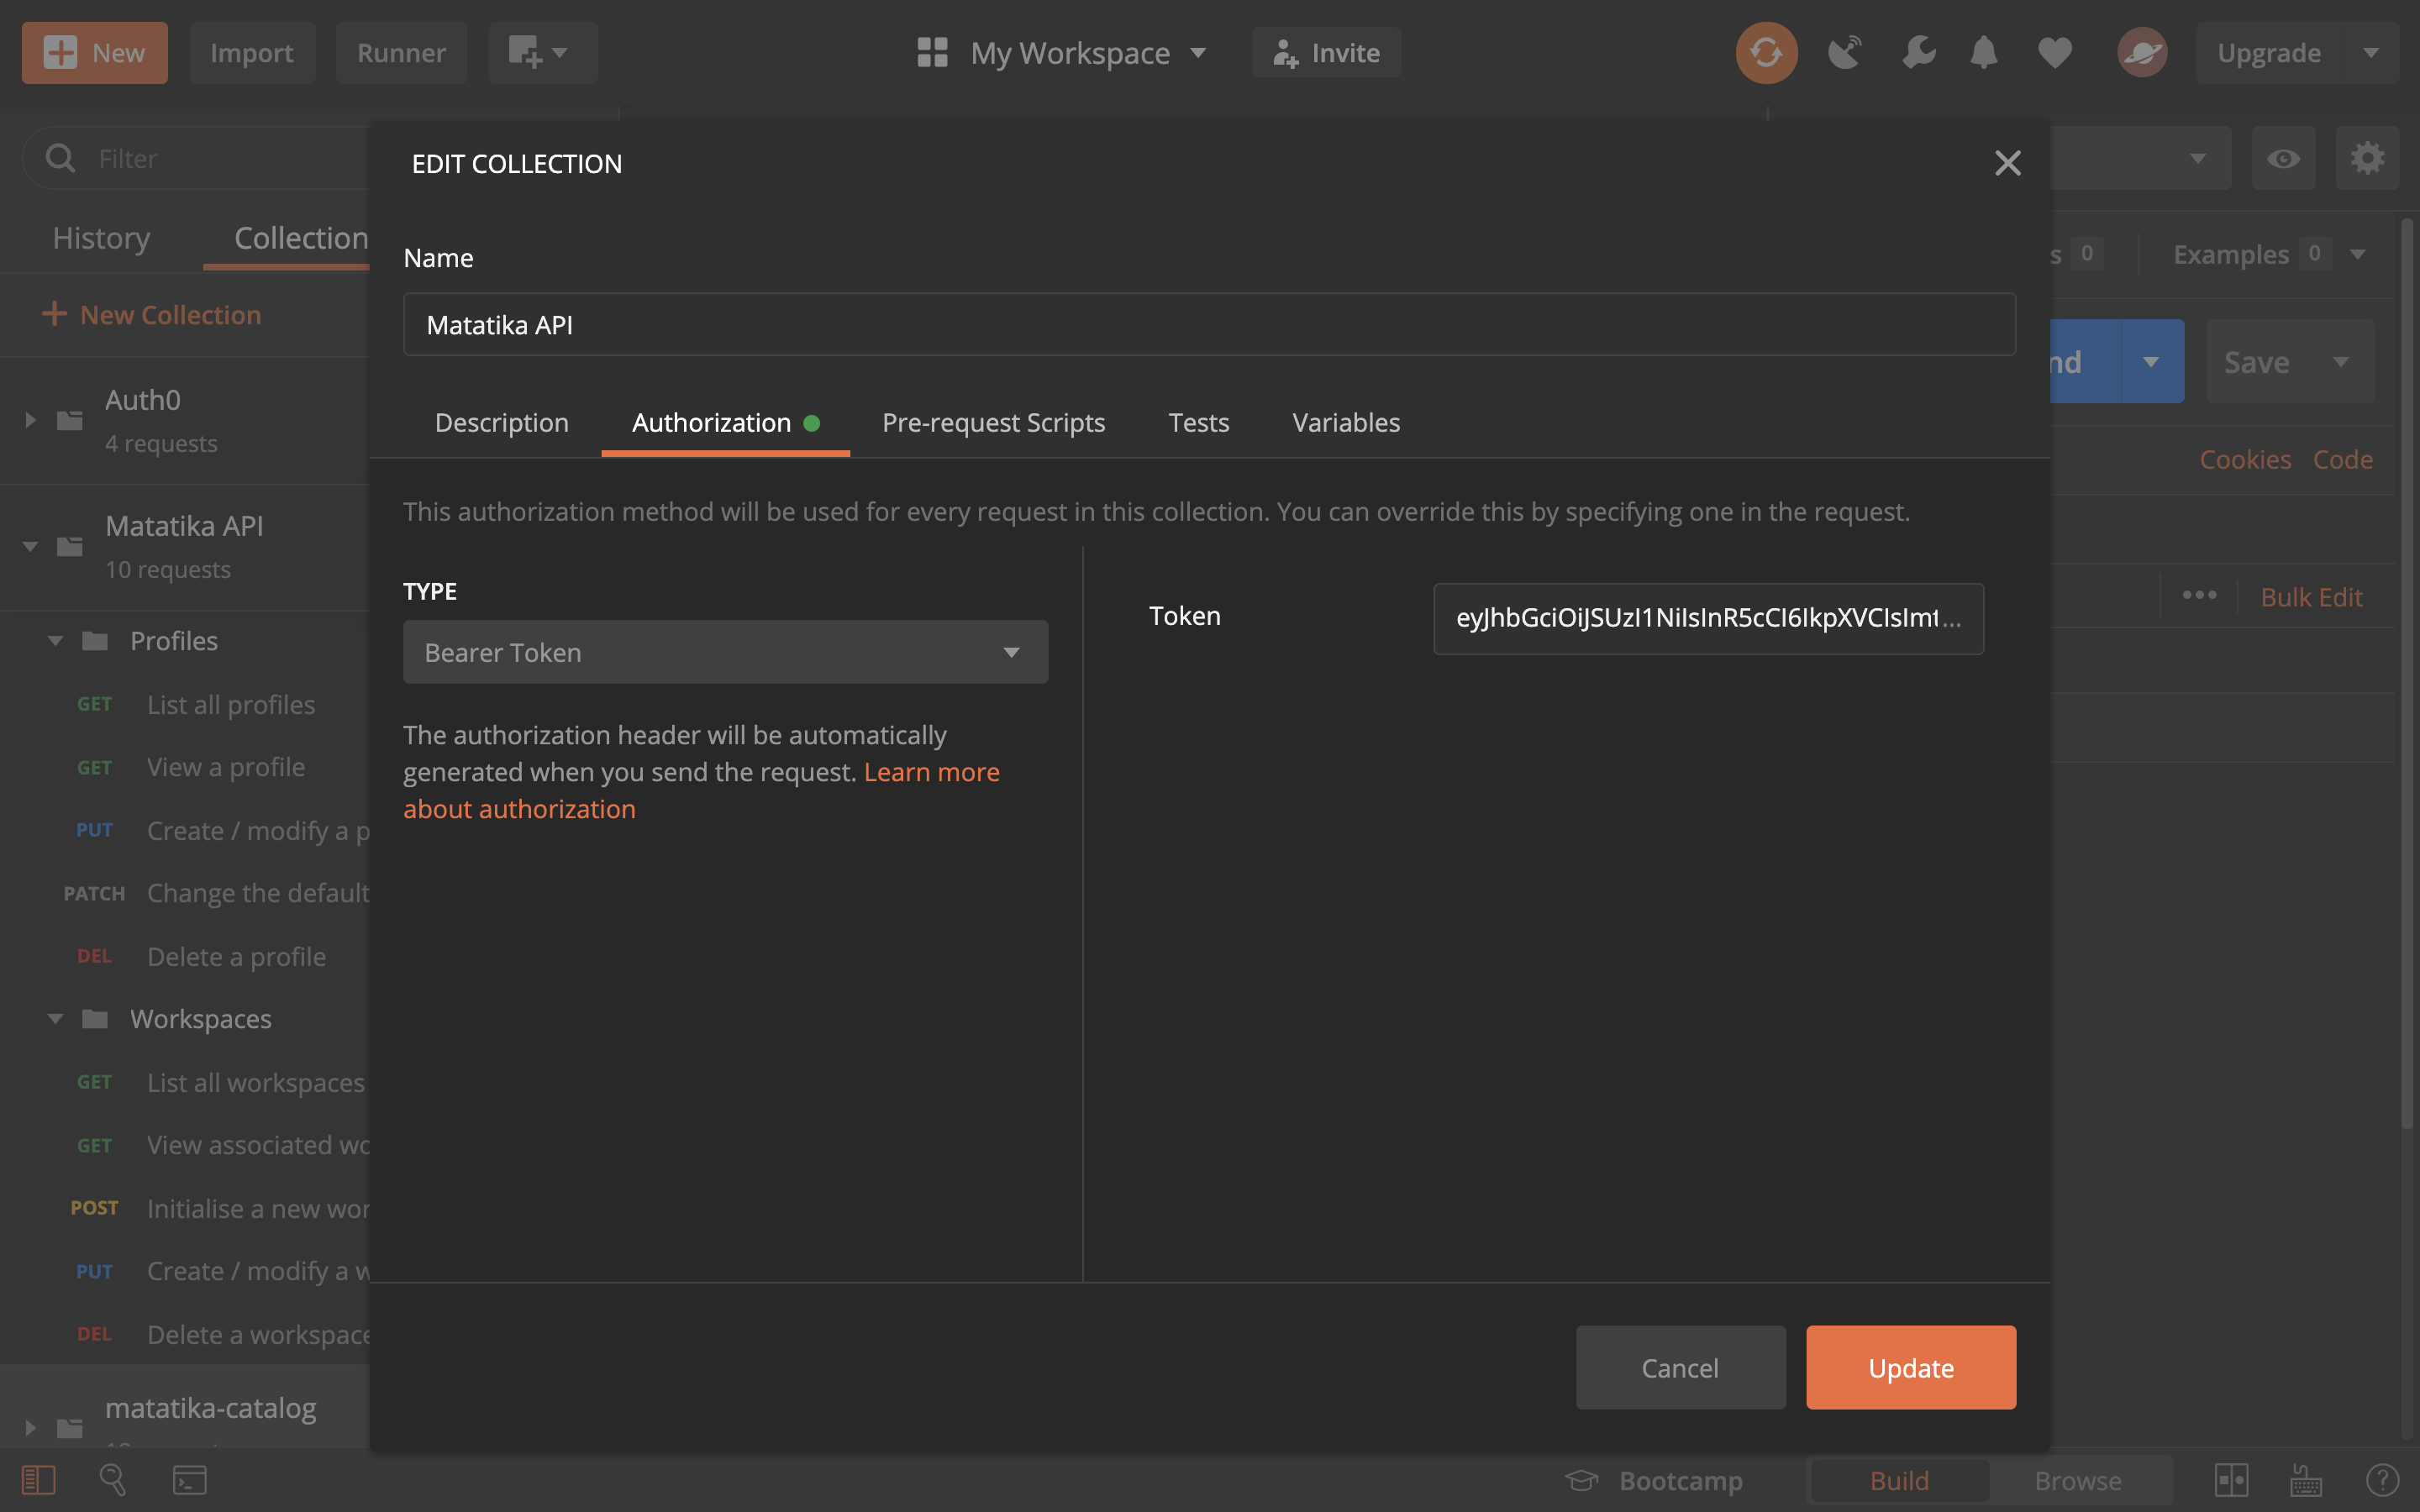 New
Import
Runner
My Workspace
Invite
Upgrade
Filter
History
Collection
New Collection
Auth0
4 requests
Matatika API
10 requests
Profiles
GET List all profiles
GET View a profile
PUT Create / modify a p
PATCH Change the default
DEL Delete a profile
Workspaces
GET List all workspaces
GET View associated wo
POST Initialise a new wor
PUT Create / modify a w
DEL Delete a workspace
matatika-catalog
EDIT COLLECTION
Name
Matatika API
Description
Authorization
Pre-request Scripts
Tests
Variables
This authorization method will be used for every request in this collection. You can override this by specifying one in the request.
TYPE
Bearer Token
The authorization header will be automatically
generated when you send the request. Learn more
about authorization
Token
eyJhbGciOiJSUzI1NiIsInR5cCI6IkpXVCIsImt...
Cancel
Update
s 0
Examples 0
nd
Save
Cookies Code
Bulk Edit
Bootcamp
Build
Browse